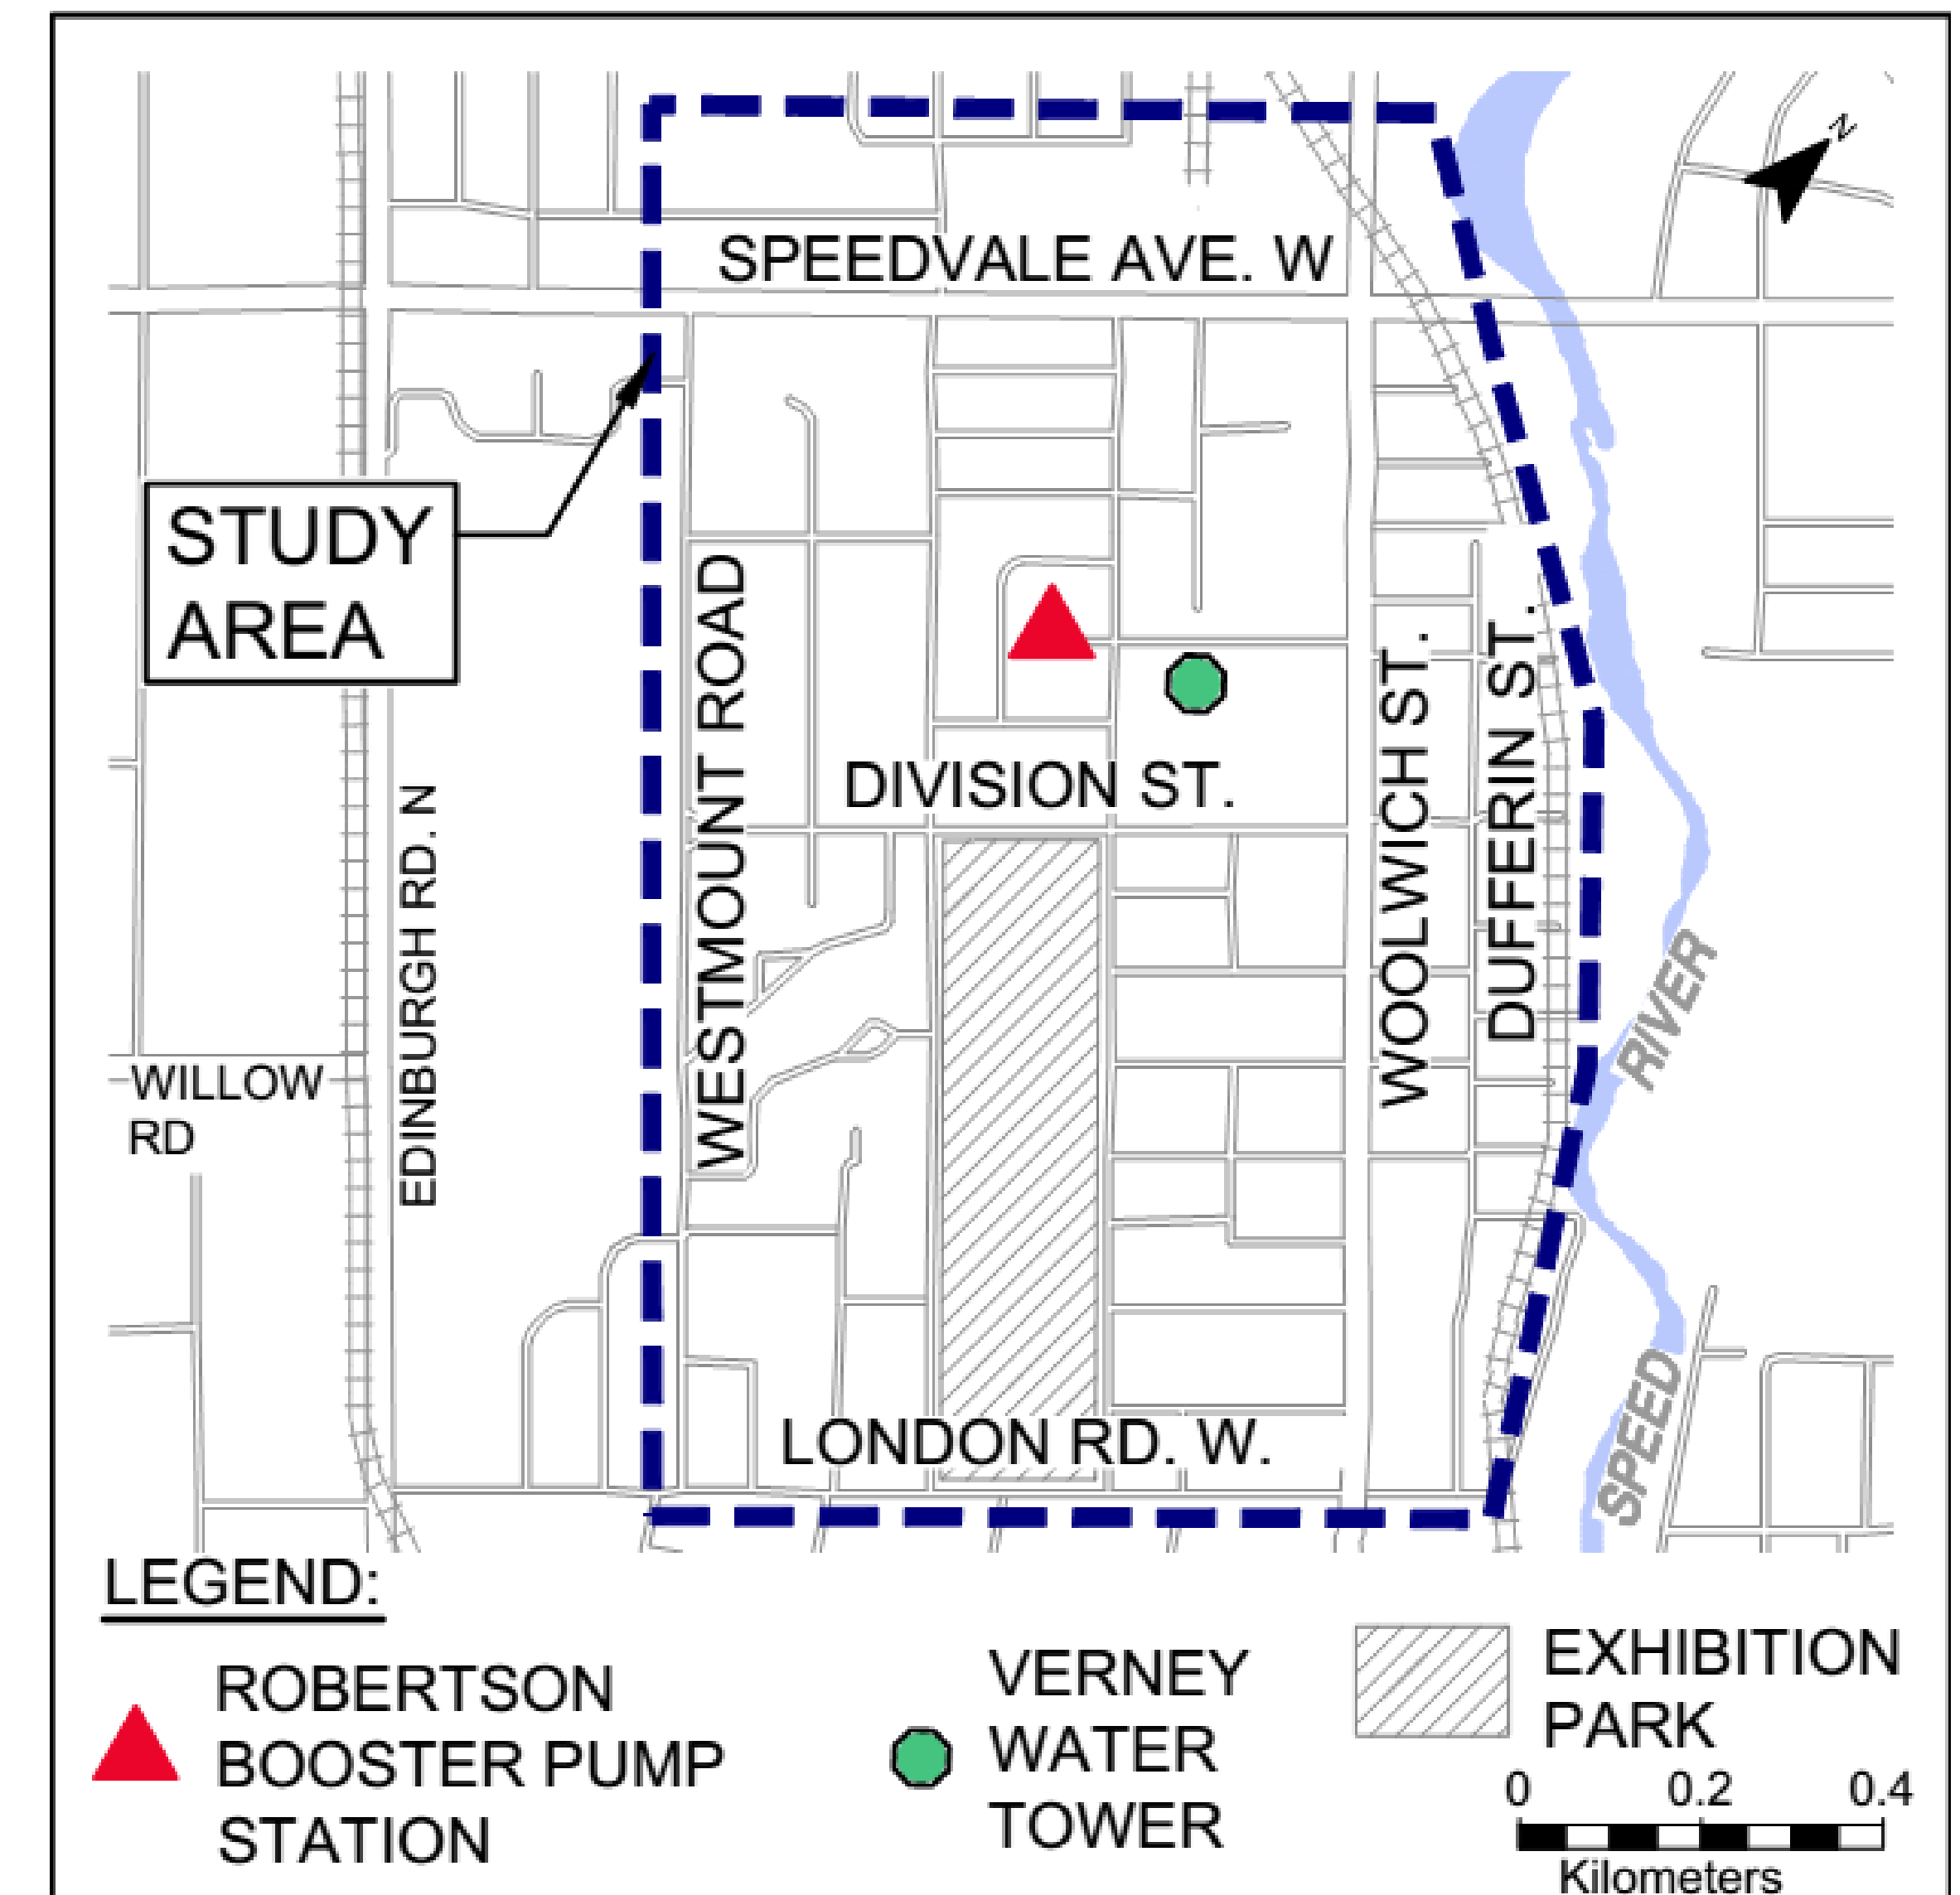 N
SPEEDVALE AVE. W
STUDY
AREA
WESTMOUNT ROAD
DIVISION ST.
WOOLWICH ST.
DUFFERIN ST.
EDINBURGH RD. N
WILLOW
RD
RIVER
SPEED
LONDON RD. W.
LEGEND:
ROBERTSON
BOOSTER PUMP
STATION
VERNEY
WATER
TOWER
EXHIBITION
PARK
0 0.2 0.4
Kilometers